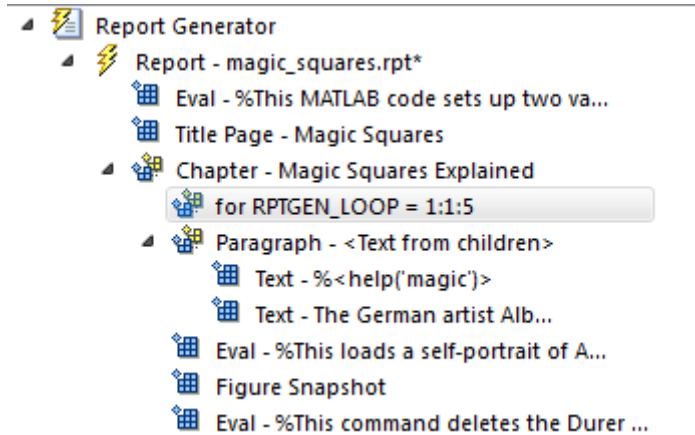 Report Generator
Report - magic_squares.rpt*
Eval - %This MATLAB code sets up two va...
Title Page - Magic Squares
Chapter - Magic Squares Explained
for RPTGEN_LOOP = 1:1:5
Paragraph - <Text from children>
Text - %<help('magic')>
Text - The German artist Alb...
Eval - %This loads a self-portrait of A...
Figure Snapshot
Eval - %This command deletes the Durer ...